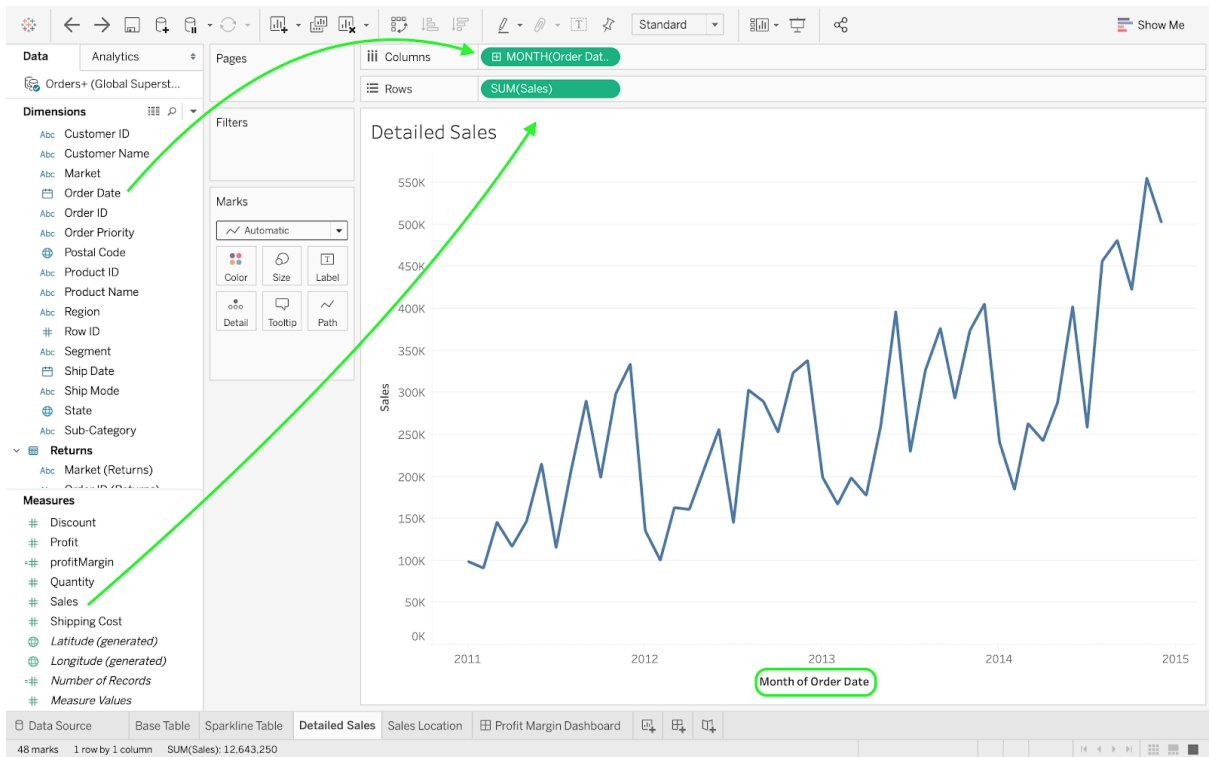 Standard
Show Me
Data
Analytics
Pages
Columns
MONTH(Order Dat..
Orders+ (Global Superst...
Rows
SUM(Sales)
Dimensions
Filters
Abc Customer ID
Abc Customer Name
Abc Market
Order Date
Abc Order ID
Abc Order Priority
Postal Code
Abc Product ID
Abc Product Name
Abc Region
# Row ID
Abc Segment
Ship Date
Abc Ship Mode
State
Abc Sub-Category
Returns
Abc Market (Returns)
Abc Order ID (Returns)
Measures
# Discount
# Profit
=# profitMargin
# Quantity
# Sales
# Shipping Cost
Latitude (generated)
Longitude (generated)
=# Number of Records
# Measure Values
Marks
Automatic
Color
Size
Label
Detail
Tooltip
Path
Detailed Sales
550K
500K
450K
400K
350K
300K
250K
200K
150K
100K
50K
0K
Sales
2011
2012
2013
2014
2015
Month of Order Date
Data Source
Base Table
Sparkline Table
Detailed Sales
Sales Location
Profit Margin Dashboard
48 marks
1 row by 1 column
SUM(Sales): 12,643,250